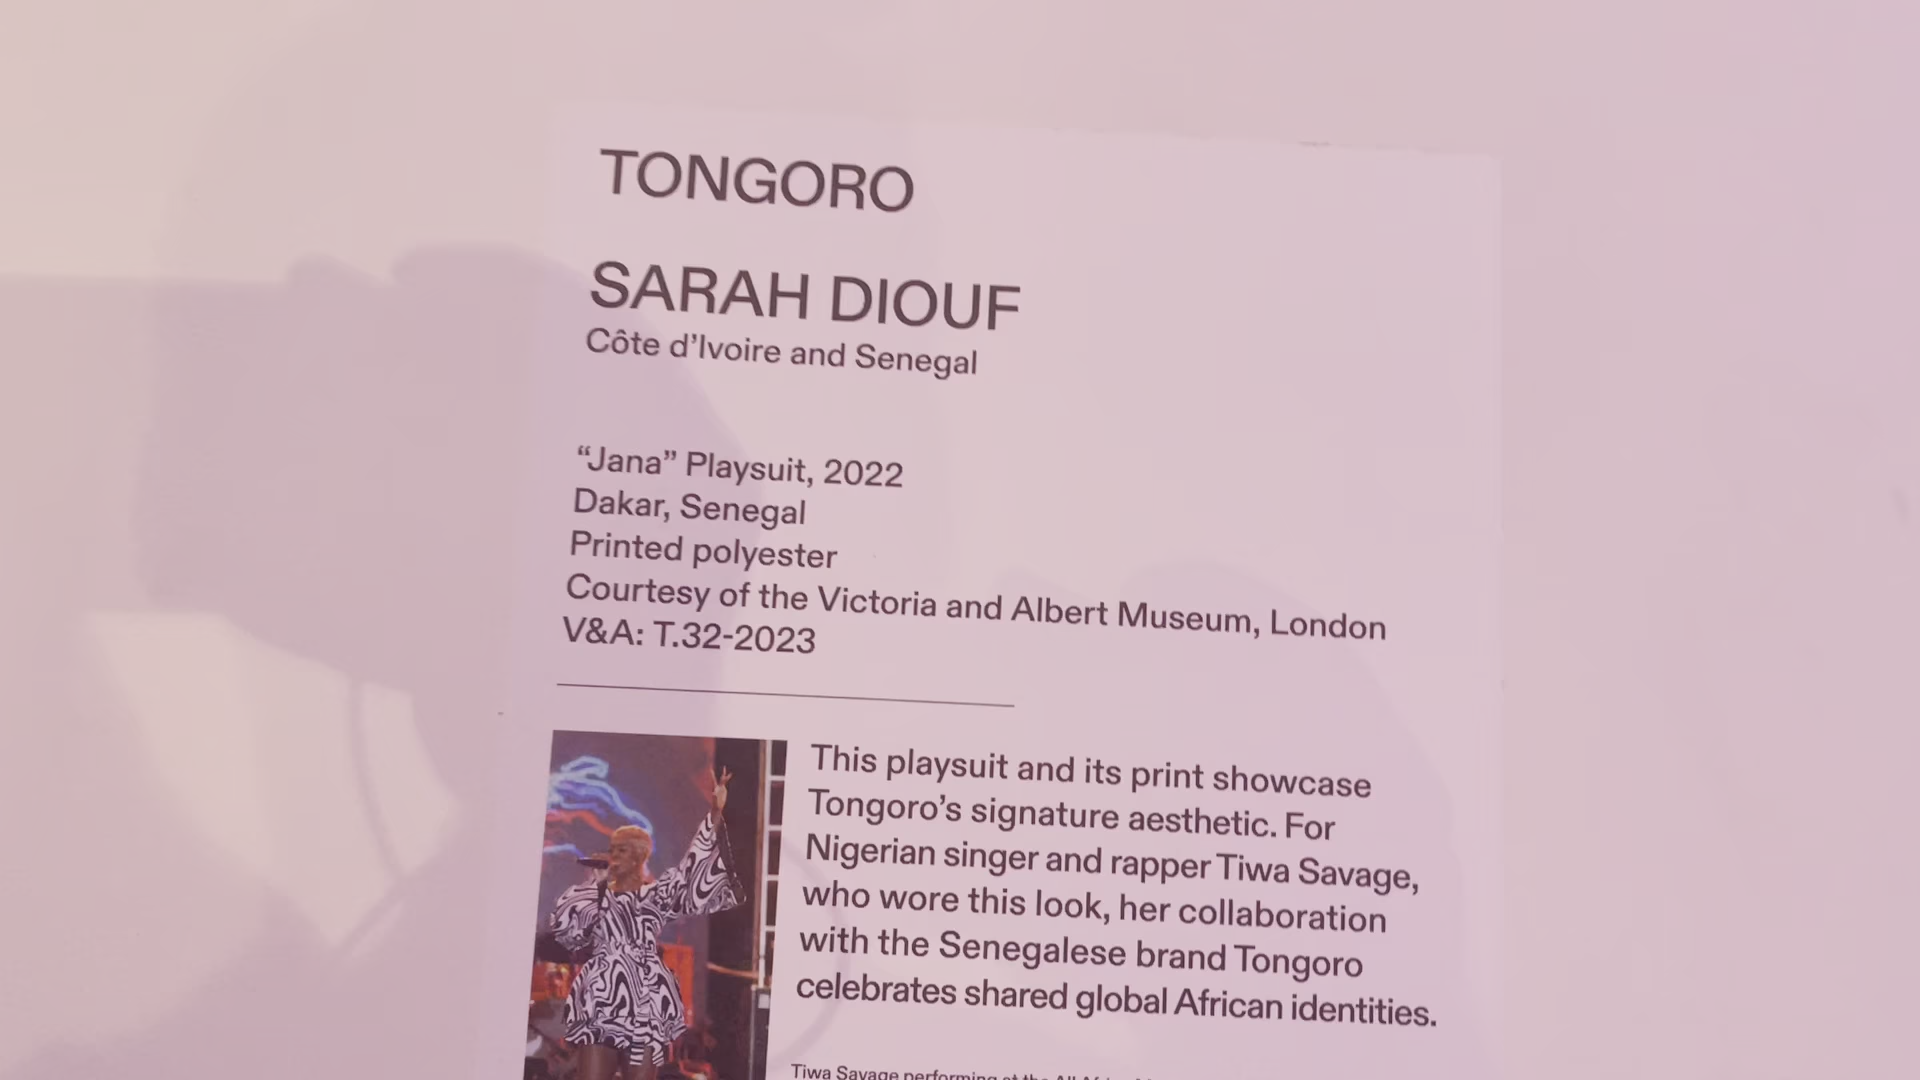 TONGORO
SARAH DIOUF
Côte d’Ivoire and Senegal
“Jana” Playsuit, 2022
Dakar, Senegal
Printed polyester
Courtesy of the Victoria and Albert Museum, London
V&A: T.32-2023
This playsuit and its print showcase
Tongoro’s signature aesthetic. For
Nigerian singer and rapper Tiwa Savage,
who wore this look, her collaboration
with the Senegalese brand Tongoro
celebrates shared global African identities.
Tiwa Savage performing at the